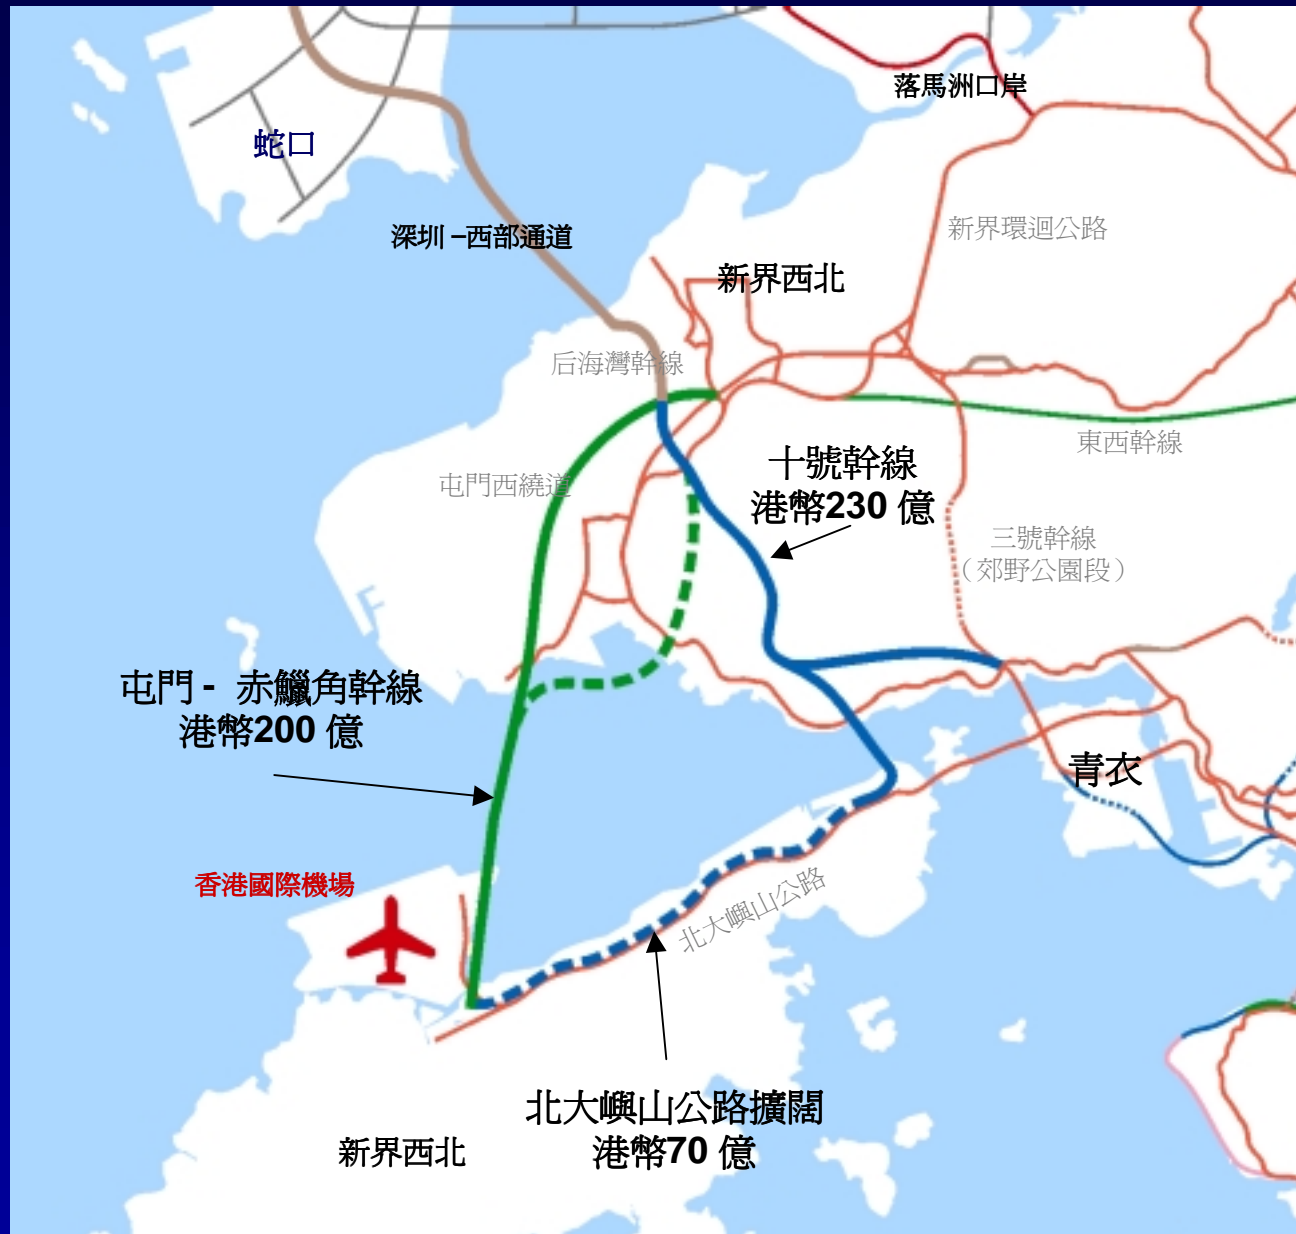 落馬洲口岸
蛇口
深圳 –西部通道
新界環迴公路
新界西北
后海灣幹線
東西幹線
十號幹線
港幣230 億
屯門西繞道
三號幹線
（郊野公園段）
屯門 - 赤鱲角幹線
港幣200 億
青衣
香港國際機場
北大嶼山公路
北大嶼山公路擴闊
港幣70 億
新界西北